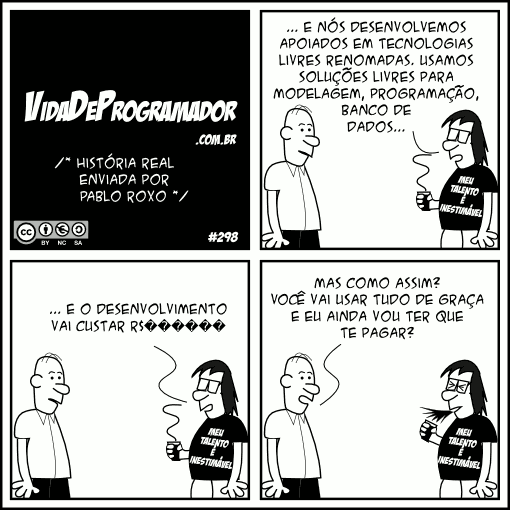 VIDADEPROGRAMADOR
.COM.BR
/* HISTÓRIA REAL
ENVIADA POR
PABLO ROXO */
CC BY NC SA
#298
... E NÓS DESENVOLVEMOS
APOIADOS EM TECNOLOGIAS
LIVRES RENOMADAS. USAMOS
SOLUÇÕES LIVRES PARA
MODELAGEM, PROGRAMAÇÃO,
BANCO DE
DADOS...
MEU
TALENTO
É
INESTIMÁVEL
... E O DESENVOLVIMENTO
VAI CUSTAR R$������
MEU
TALENTO
É
INESTIMÁVEL
MAS COMO ASSIM?
VOCÊ VAI USAR TUDO DE GRAÇA
E EU AINDA VOU TER QUE
TE PAGAR?
MEU
TALENTO
É
INESTIMÁVEL